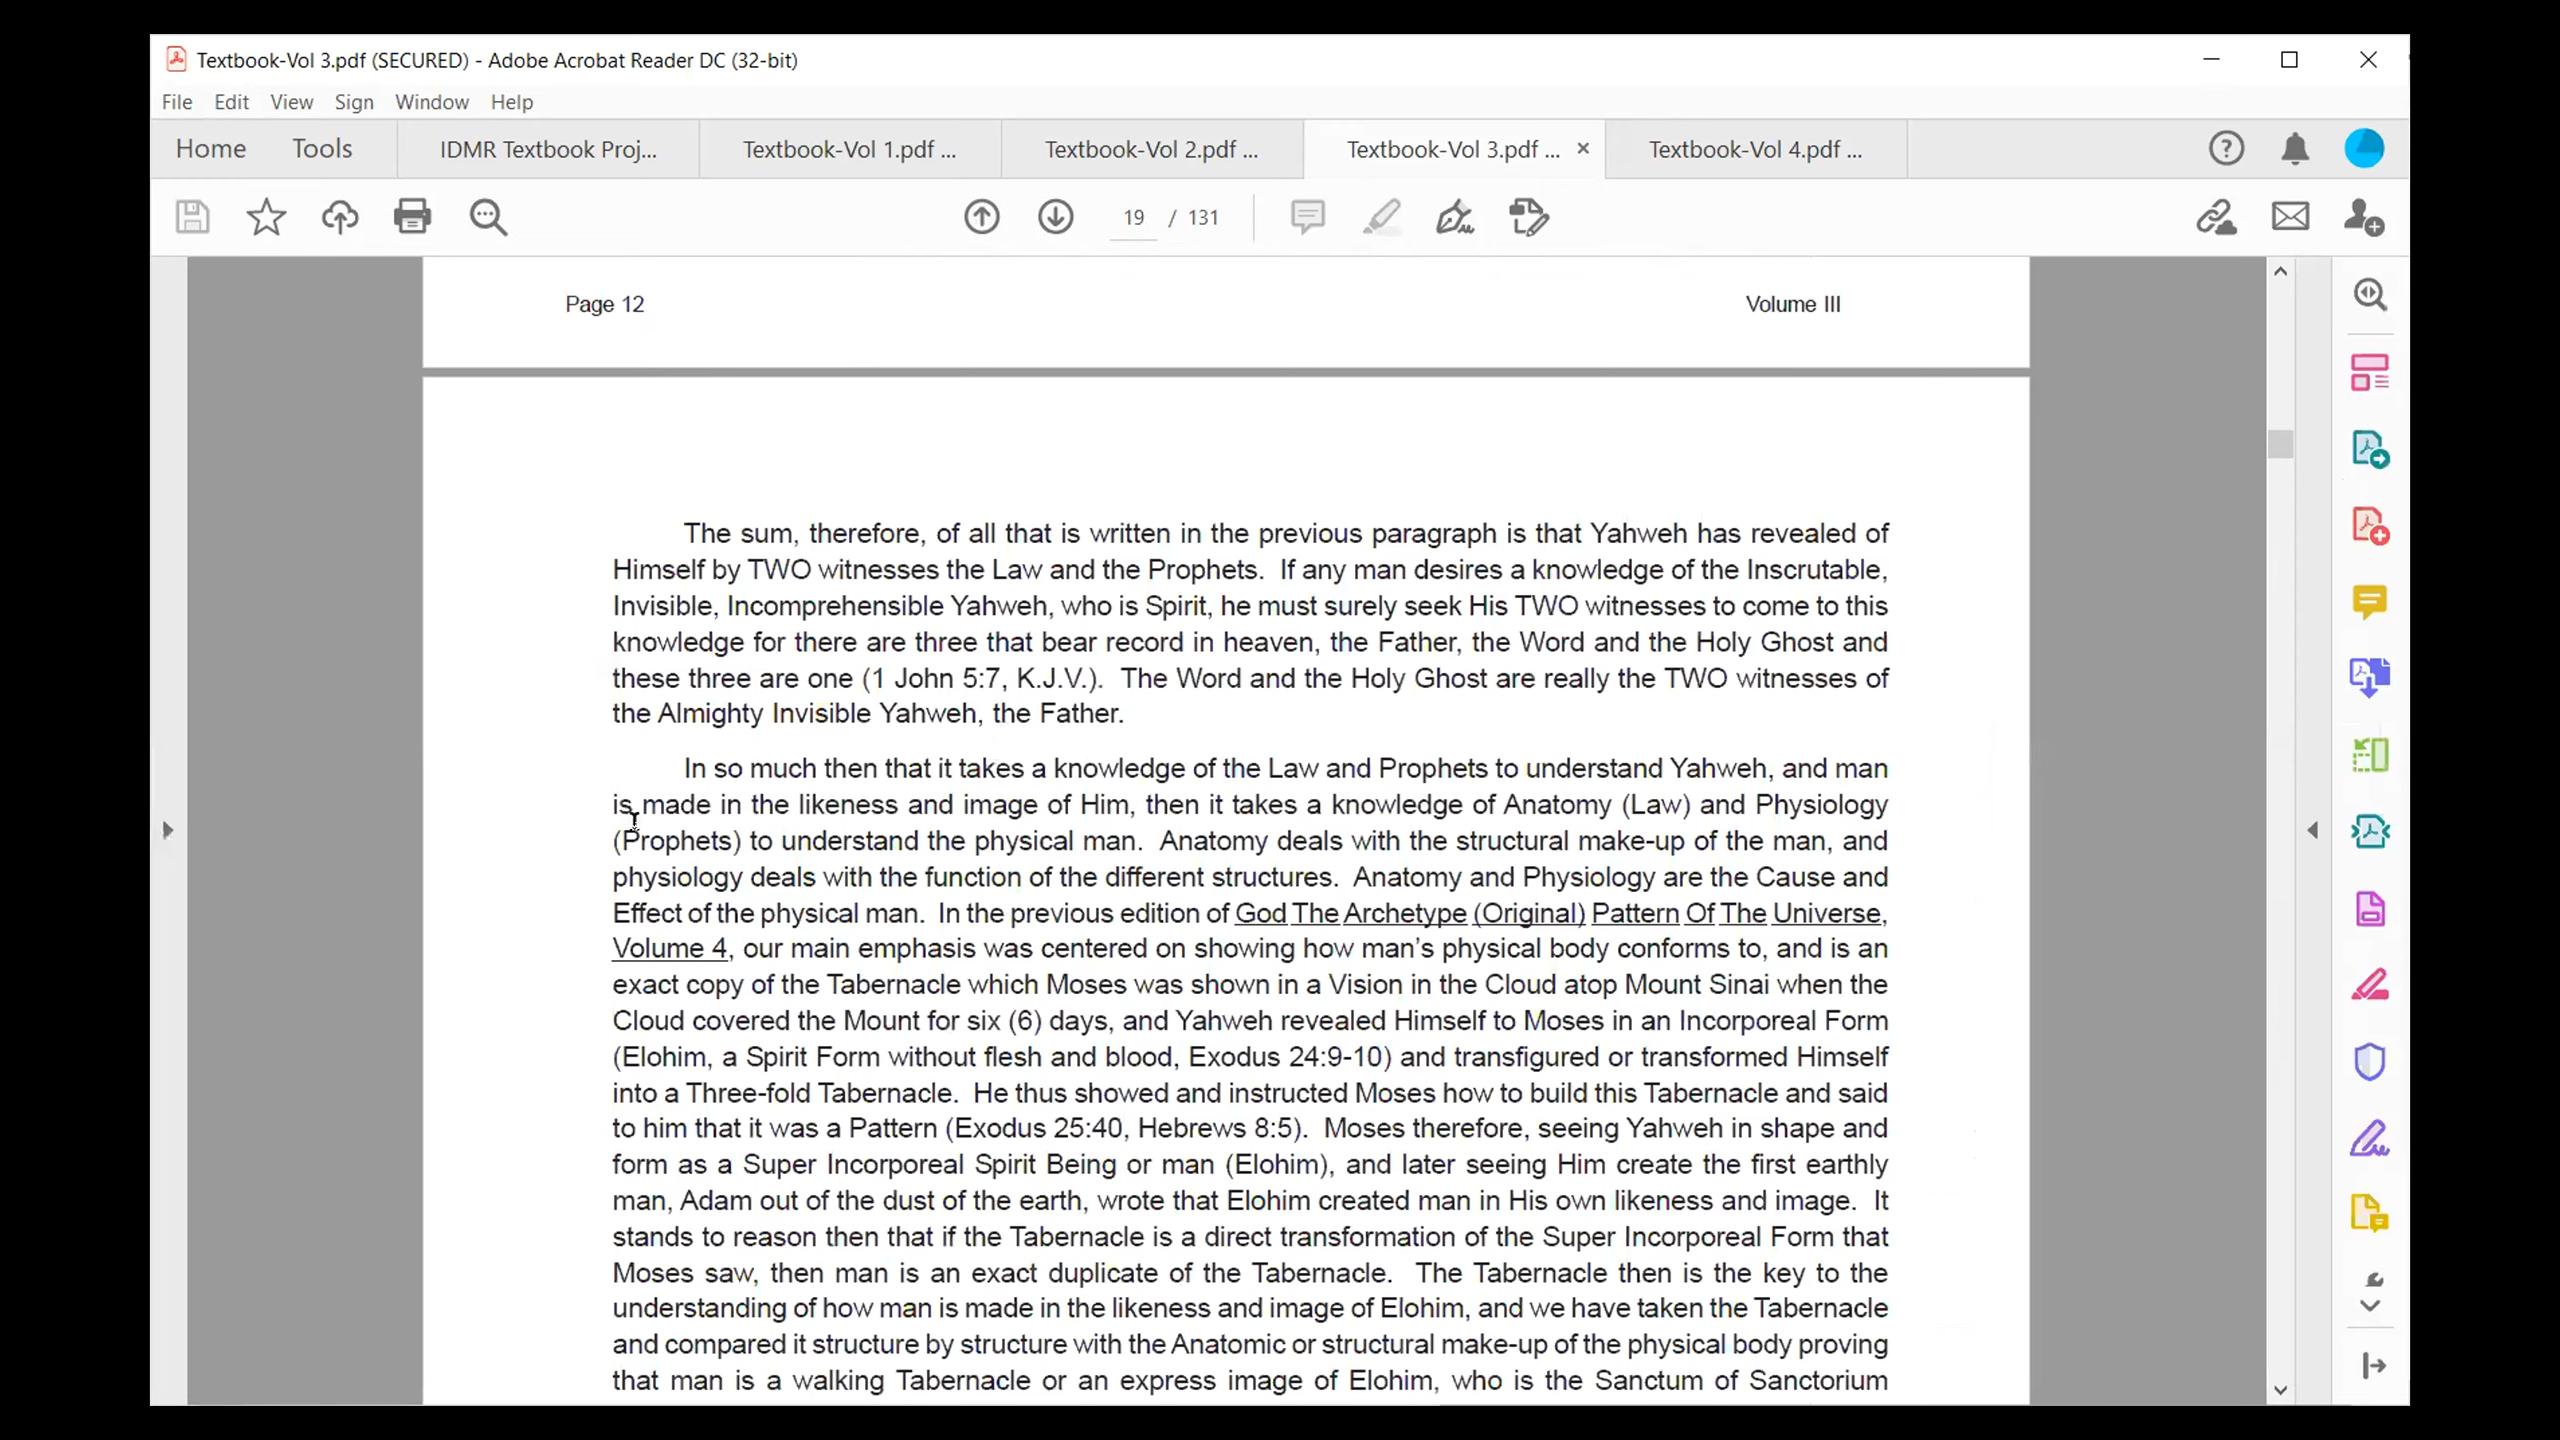 Textbook-Vol 3.pdf (SECURED) - Adobe Acrobat Reader DC (32-bit)
File Edit View Sign Window Help
Home Tools IDMR Textbook Proj... Textbook-Vol 1.pdf ... Textbook-Vol 2.pdf ... Textbook-Vol 3.pdf ... × Textbook-Vol 4.pdf ...
19 / 131
Page 12 Volume III
The sum, therefore, of all that is written in the previous paragraph is that Yahweh has revealed of
Himself by TWO witnesses the Law and the Prophets. If any man desires a knowledge of the Inscrutable,
Invisible, Incomprehensible Yahweh, who is Spirit, he must surely seek His TWO witnesses to come to this
knowledge for there are three that bear record in heaven, the Father, the Word and the Holy Ghost and
these three are one (1 John 5:7, K.J.V.). The Word and the Holy Ghost are really the TWO witnesses of
the Almighty Invisible Yahweh, the Father.
In so much then that it takes a knowledge of the Law and Prophets to understand Yahweh, and man
is made in the likeness and image of Him, then it takes a knowledge of Anatomy (Law) and Physiology
(Prophets) to understand the physical man. Anatomy deals with the structural make-up of the man, and
physiology deals with the function of the different structures. Anatomy and Physiology are the Cause and
Effect of the physical man. In the previous edition of God The Archetype (Original) Pattern Of The Universe,
Volume 4, our main emphasis was centered on showing how man's physical body conforms to, and is an
exact copy of the Tabernacle which Moses was shown in a Vision in the Cloud atop Mount Sinai when the
Cloud covered the Mount for six (6) days, and Yahweh revealed Himself to Moses in an Incorporeal Form
(Elohim, a Spirit Form without flesh and blood, Exodus 24:9-10) and transfigured or transformed Himself
into a Three-fold Tabernacle. He thus showed and instructed Moses how to build this Tabernacle and said
to him that it was a Pattern (Exodus 25:40, Hebrews 8:5). Moses therefore, seeing Yahweh in shape and
form as a Super Incorporeal Spirit Being or man (Elohim), and later seeing Him create the first earthly
man, Adam out of the dust of the earth, wrote that Elohim created man in His own likeness and image. It
stands to reason then that if the Tabernacle is a direct transformation of the Super Incorporeal Form that
Moses saw, then man is an exact duplicate of the Tabernacle. The Tabernacle then is the key to the
understanding of how man is made in the likeness and image of Elohim, and we have taken the Tabernacle
and compared it structure by structure with the Anatomic or structural make-up of the physical body proving
that man is a walking Tabernacle or an express image of Elohim, who is the Sanctum of Sanctorium